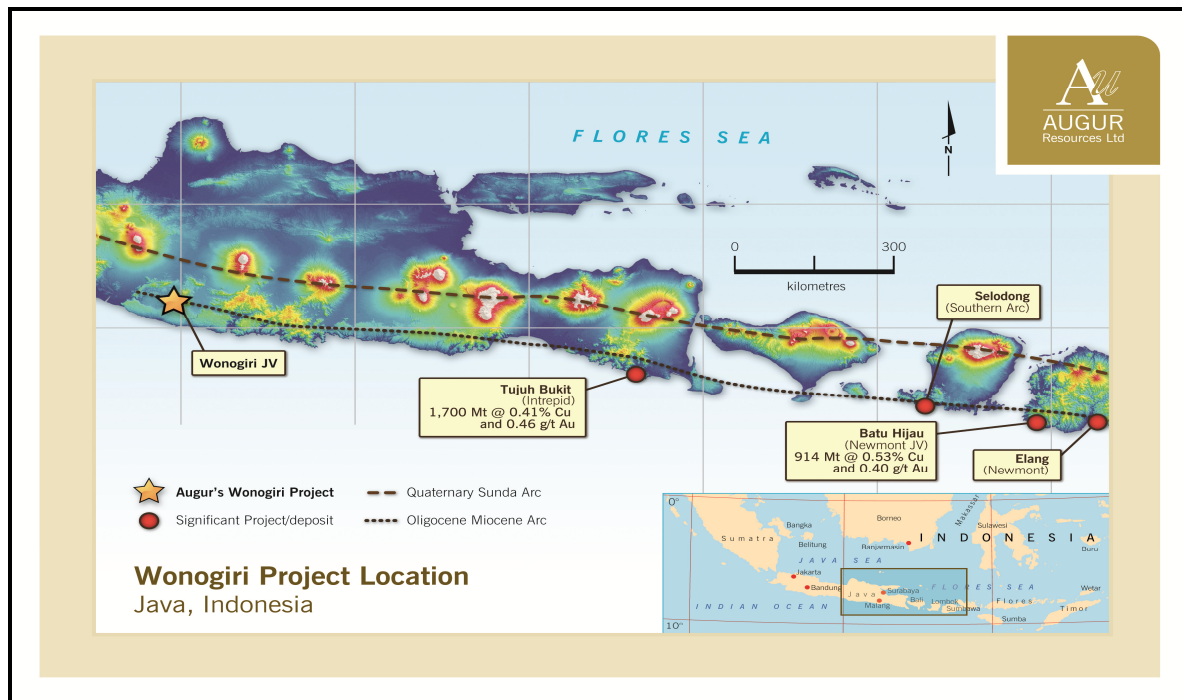 Au
AUGUR
Resources Ltd
FLORES SEA
N
0 300
kilometres
Selodong
(Southern Arc)
Wonogiri JV
Tujuh Bukit
(Intrepid)
1,700 Mt @ 0.41% Cu
and 0.46 g/t Au
Batu Hijau
(Newmont JV)
914 Mt @ 0.53% Cu
and 0.40 g/t Au
Elang
(Newmont)
Augur's Wonogiri Project
Quaternary Sunda Arc
Significant Project/deposit
Oligocene Miocene Arc
Wonogiri Project Location
Java, Indonesia
0°
Makassar
Borneo
Sulawesi
Sumatra
Bangka
Belitung
Ranjarmasin
INDONESIA
Buru
JAVA SEA
Jakarta
Bandung
Java
Surabaya
FLORES SEA
Wetar
Malang
Bali
Lombok
Sumbawa
Flores
Timor
INDIAN OCEAN
Sumba
10°